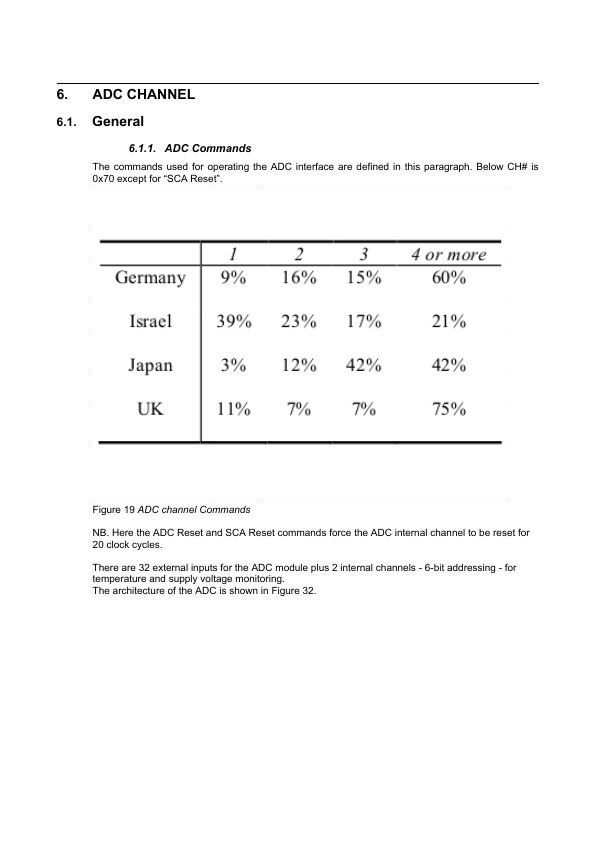 6. ADC CHANNEL
6.1. General
6.1.1. ADC Commands
The commands used for operating the ADC interface are defined in this paragraph. Below CH# is
0x70 except for “SCA Reset”.
1 2 3 4 or more
Germany 9% 16% 15% 60%
Israel 39% 23% 17% 21%
Japan 3% 12% 42% 42%
UK 11% 7% 7% 75%
Figure 19 ADC channel Commands
NB. Here the ADC Reset and SCA Reset commands force the ADC internal channel to be reset for
20 clock cycles.
There are 32 external inputs for the ADC module plus 2 internal channels - 6-bit addressing - for
temperature and supply voltage monitoring.
The architecture of the ADC is shown in Figure 32.